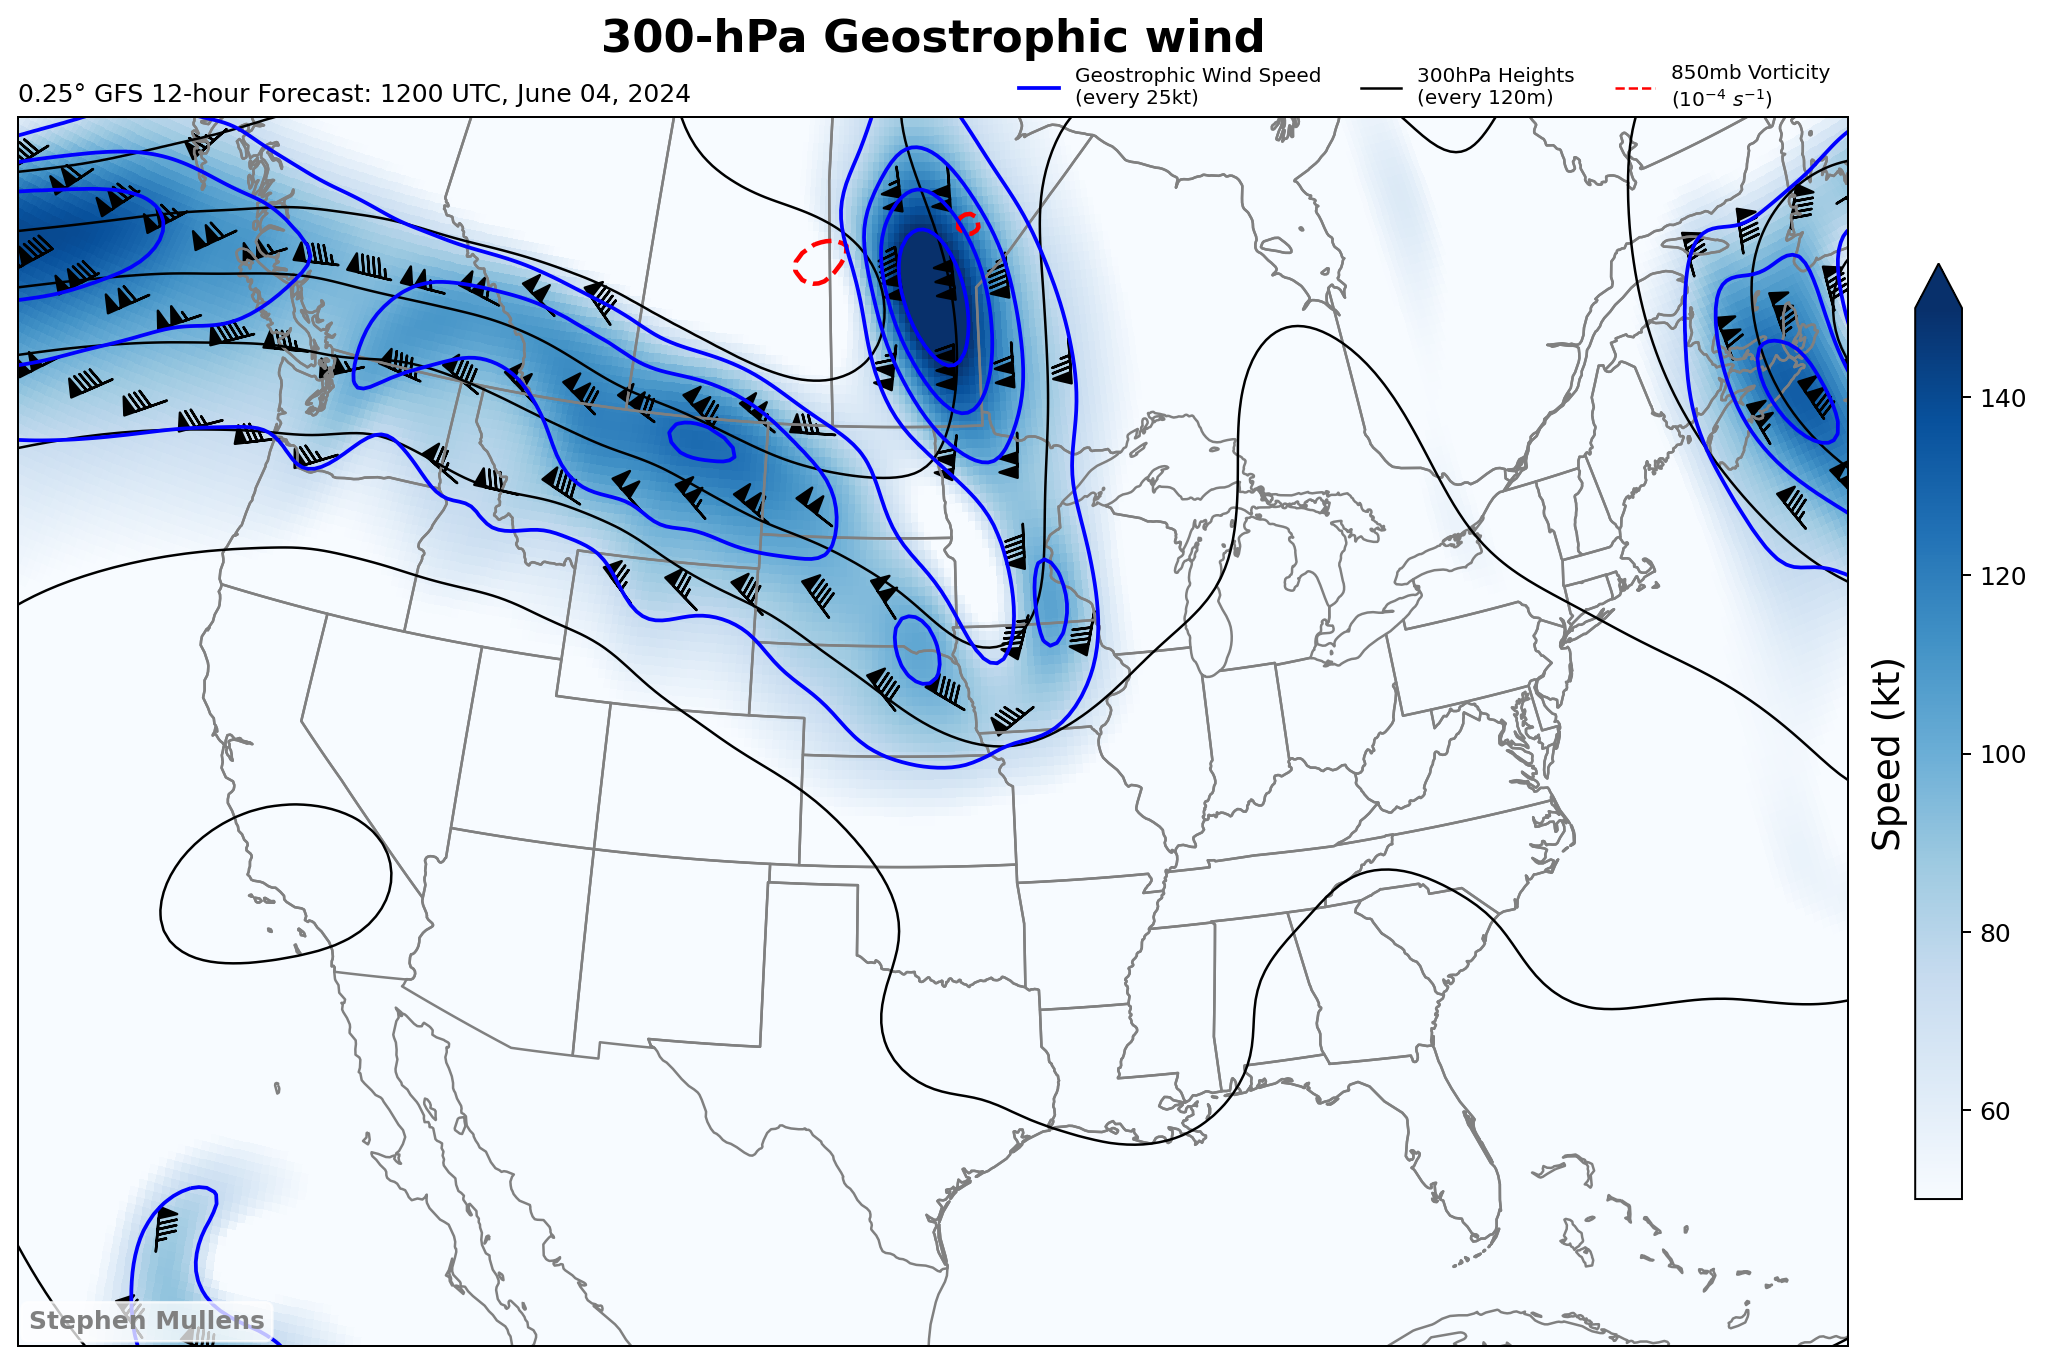 300-hPa Geostrophic wind
0.25° GFS 12-hour Forecast: 1200 UTC, June 04, 2024
Geostrophic Wind Speed
(every 25kt)
300hPa Heights
(every 120m)
850mb Vorticity
(10⁻⁴ s⁻¹)
140
120
100
80
60
Speed (kt)
Stephen Mullens